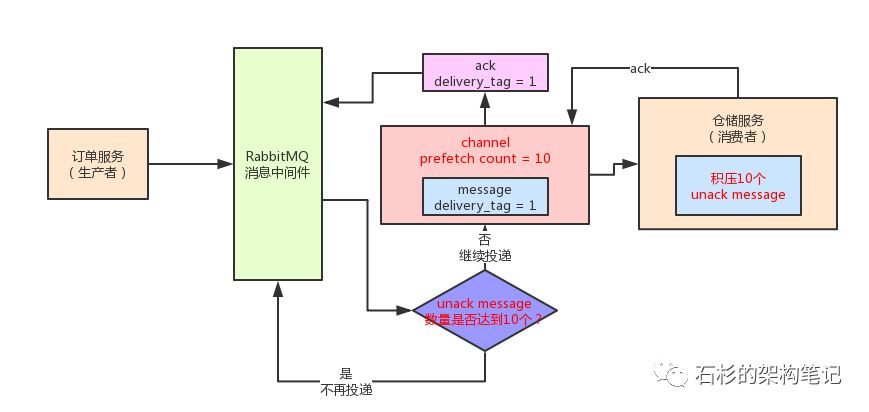 订单服务
（生产者）
RabbitMQ
消息中间件
ack
delivery_tag = 1
channel
prefetch count = 10
message
delivery_tag = 1
ack
仓储服务
（消费者）
积压10个
unack message
否
继续投递
unack message
数量是否达到10个？
是
不再投递
石杉的架构笔记